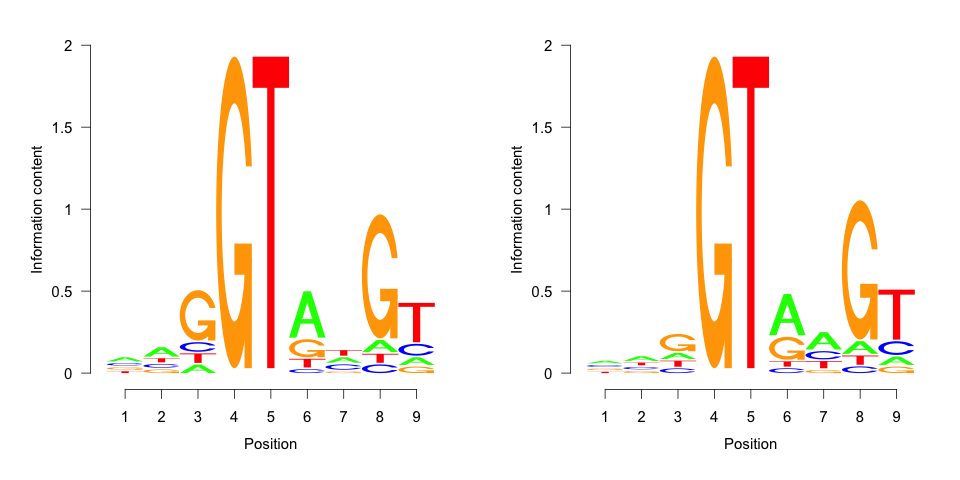 2
1.5
1
0.5
0
Information content
1 2 3 4 5 6 7 8 9
Position
A C G T
A T C G
G C T A
G
T
A G T C
T A C G
G A T C
T C A G
2
1.5
1
0.5
0
Information content
1 2 3 4 5 6 7 8 9
Position
A C G T
A T C G
G A T C
G
T
A G T C
A C T G
G A T C
T C A G